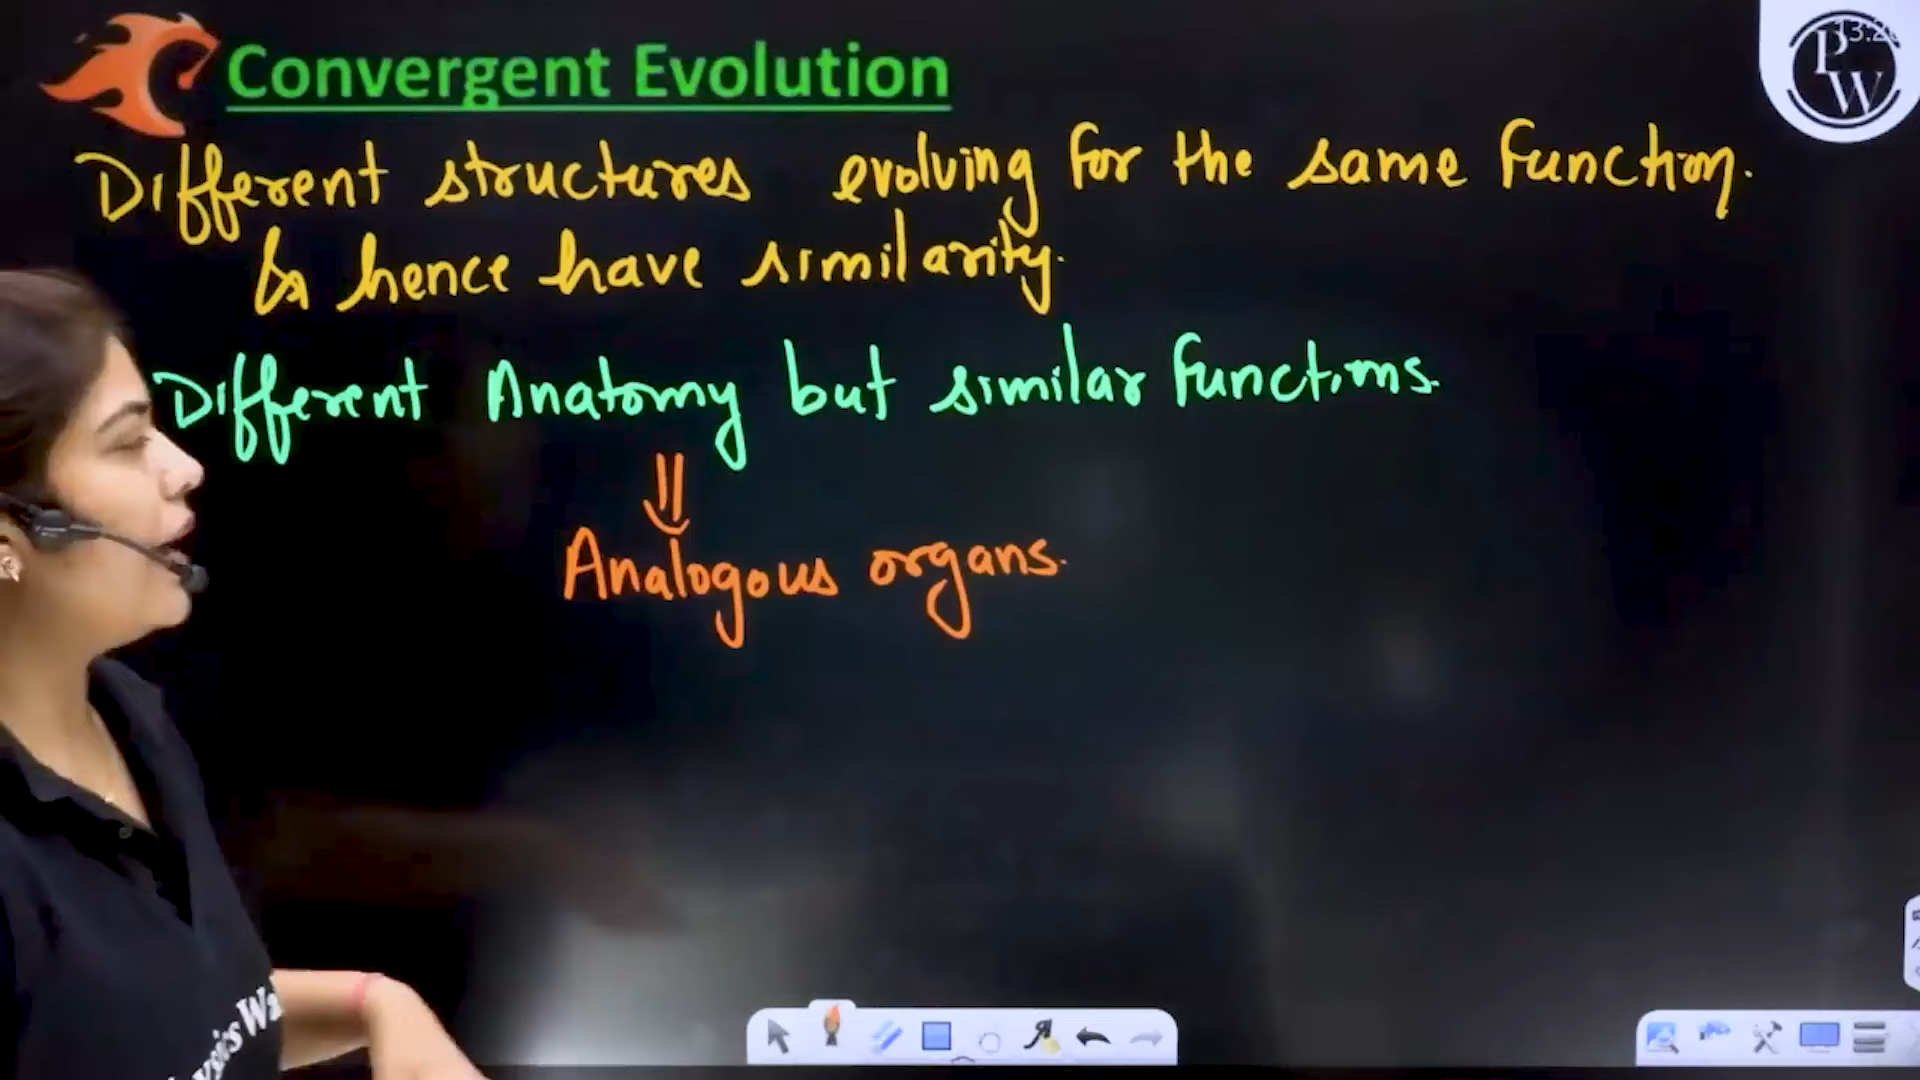 Convergent Evolution
PW
Different structures evolving for the same function.
& hence have similarity.
Different Anatomy but similar functions.
Analogous organs.